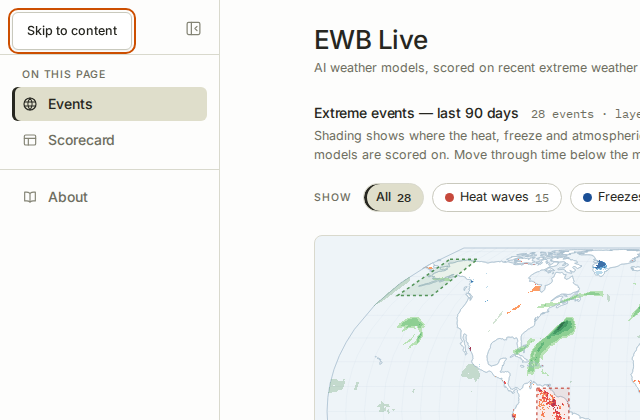 Skip to content
ON THIS PAGE
Events
Scorecard
About
EWB Live
AI weather models, scored on recent extreme weather
Extreme events — last 90 days 28 events · laye
Shading shows where the heat, freeze and atmospheri
models are scored on. Move through time below the m
SHOW All 28 Heat waves 15 Freezes